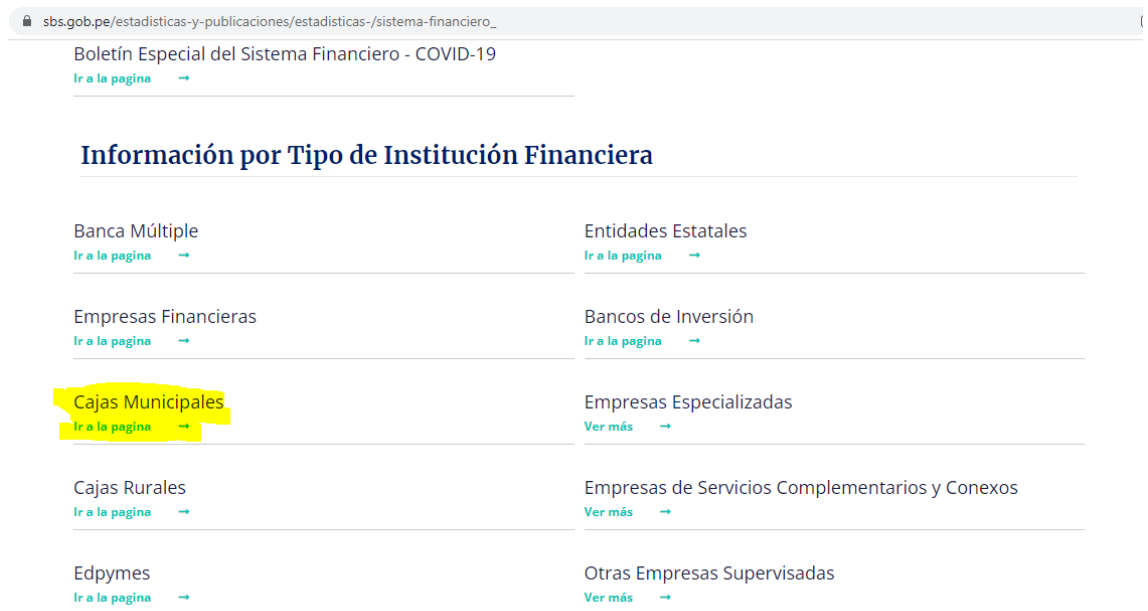 sbs.gob.pe/estadisticas-y-publicaciones/estadisticas-/sistema-financiero_
Boletín Especial del Sistema Financiero - COVID-19
Ir a la pagina →
Información por Tipo de Institución Financiera
Banca Múltiple
Ir a la pagina →
Entidades Estatales
Ir a la pagina →
Empresas Financieras
Ir a la pagina →
Bancos de Inversión
Ir a la pagina →
Cajas Municipales
Ir a la pagina →
Empresas Especializadas
Ver más →
Cajas Rurales
Ir a la pagina →
Empresas de Servicios Complementarios y Conexos
Ver más →
Edpymes
Ir a la pagina →
Otras Empresas Supervisadas
Ver más →